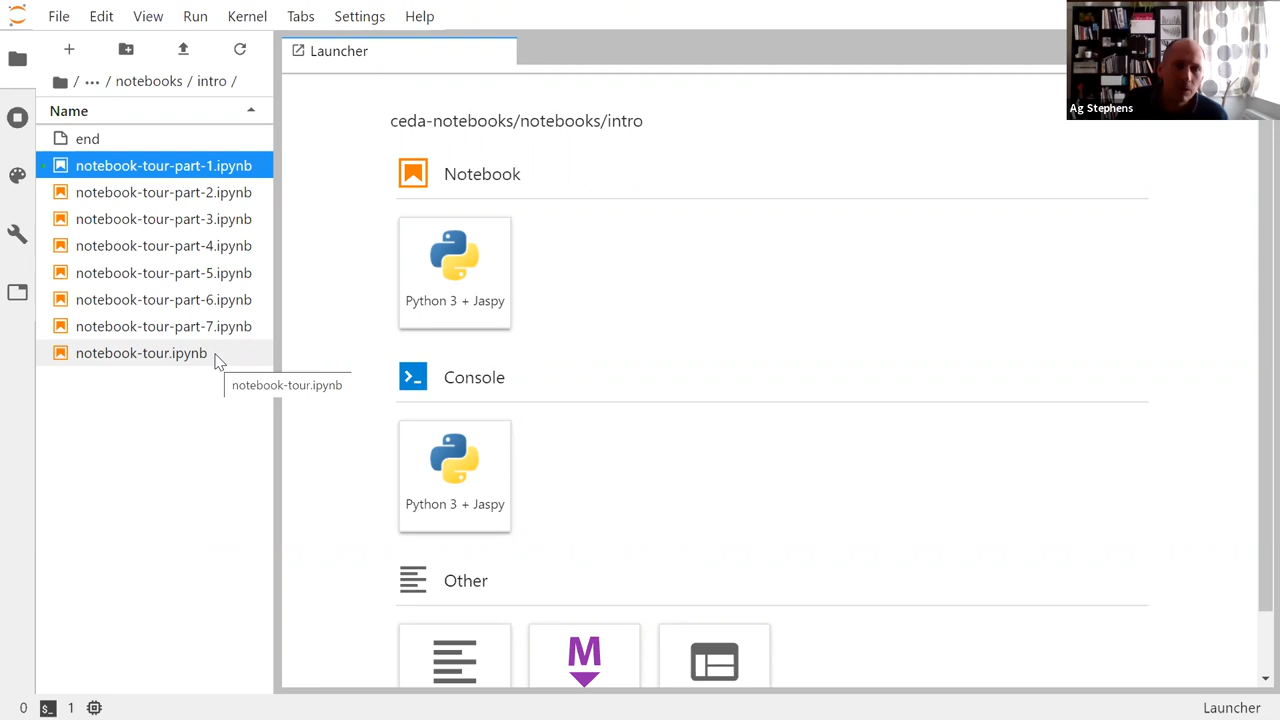 File Edit View Run Kernel Tabs Settings Help
Launcher
Ag Stephens
/ ... / notebooks / intro /
Name
end
notebook-tour-part-1.ipynb
notebook-tour-part-2.ipynb
notebook-tour-part-3.ipynb
notebook-tour-part-4.ipynb
notebook-tour-part-5.ipynb
notebook-tour-part-6.ipynb
notebook-tour-part-7.ipynb
notebook-tour.ipynb
notebook-tour.ipynb
ceda-notebooks/notebooks/intro
Notebook
Python 3 + Jaspy
Console
Python 3 + Jaspy
Other
M
0 $_ 1
Launcher